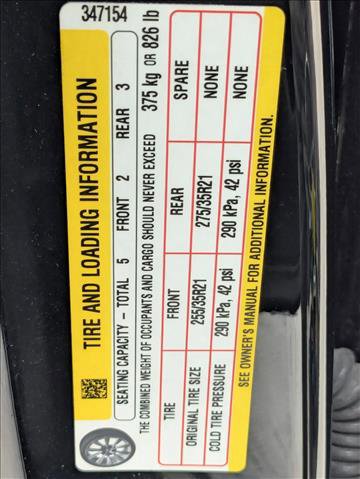 347154
TIRE AND LOADING INFORMATION
SEATING CAPACITY – TOTAL 5 FRONT 2 REAR 3
THE COMBINED WEIGHT OF OCCUPANTS AND CARGO SHOULD NEVER EXCEED 375 kg OR 826 lb
TIRE FRONT REAR SPARE
ORIGINAL TIRE SIZE 255/35R21 275/35R21 NONE
COLD TIRE PRESSURE 290 kPa, 42 psi 290 kPa, 42 psi NONE
SEE OWNER'S MANUAL FOR ADDITIONAL INFORMATION.